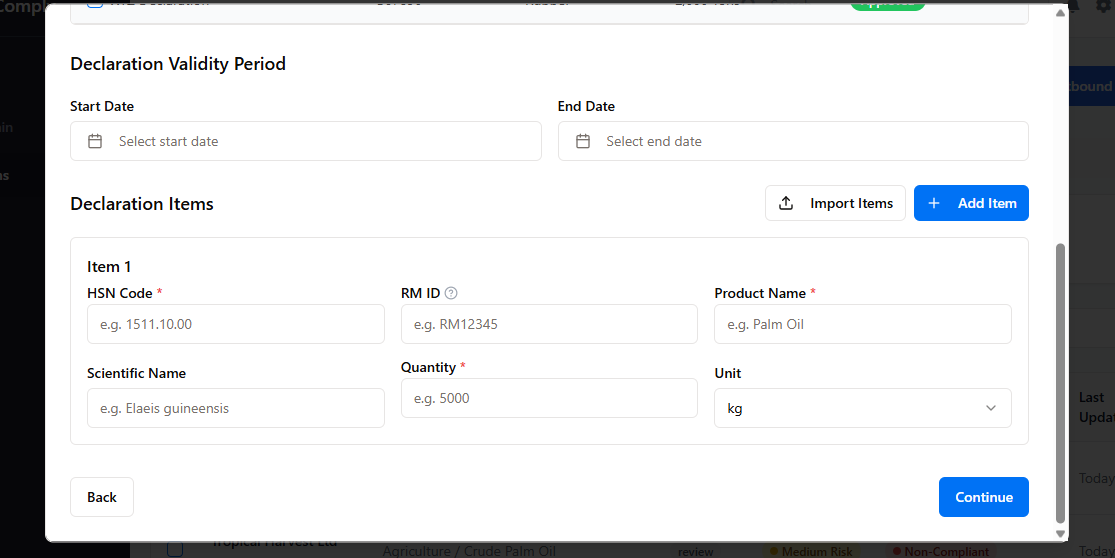 Compl
Declaration Validity Period
Start Date
End Date
Select start date
Select end date
Declaration Items
Import Items
Add Item
Item 1
HSN Code *
RM ID
Product Name *
e.g. 1511.10.00
e.g. RM12345
e.g. Palm Oil
Scientific Name
Quantity *
Unit
e.g. Elaeis guineensis
e.g. 5000
kg
Back
Continue
bound
in
as
Last
Upda
Today
Tropical Harvest Ltd
Agriculture / Crude Palm Oil
review
Medium Risk
Non-Compliant
Today